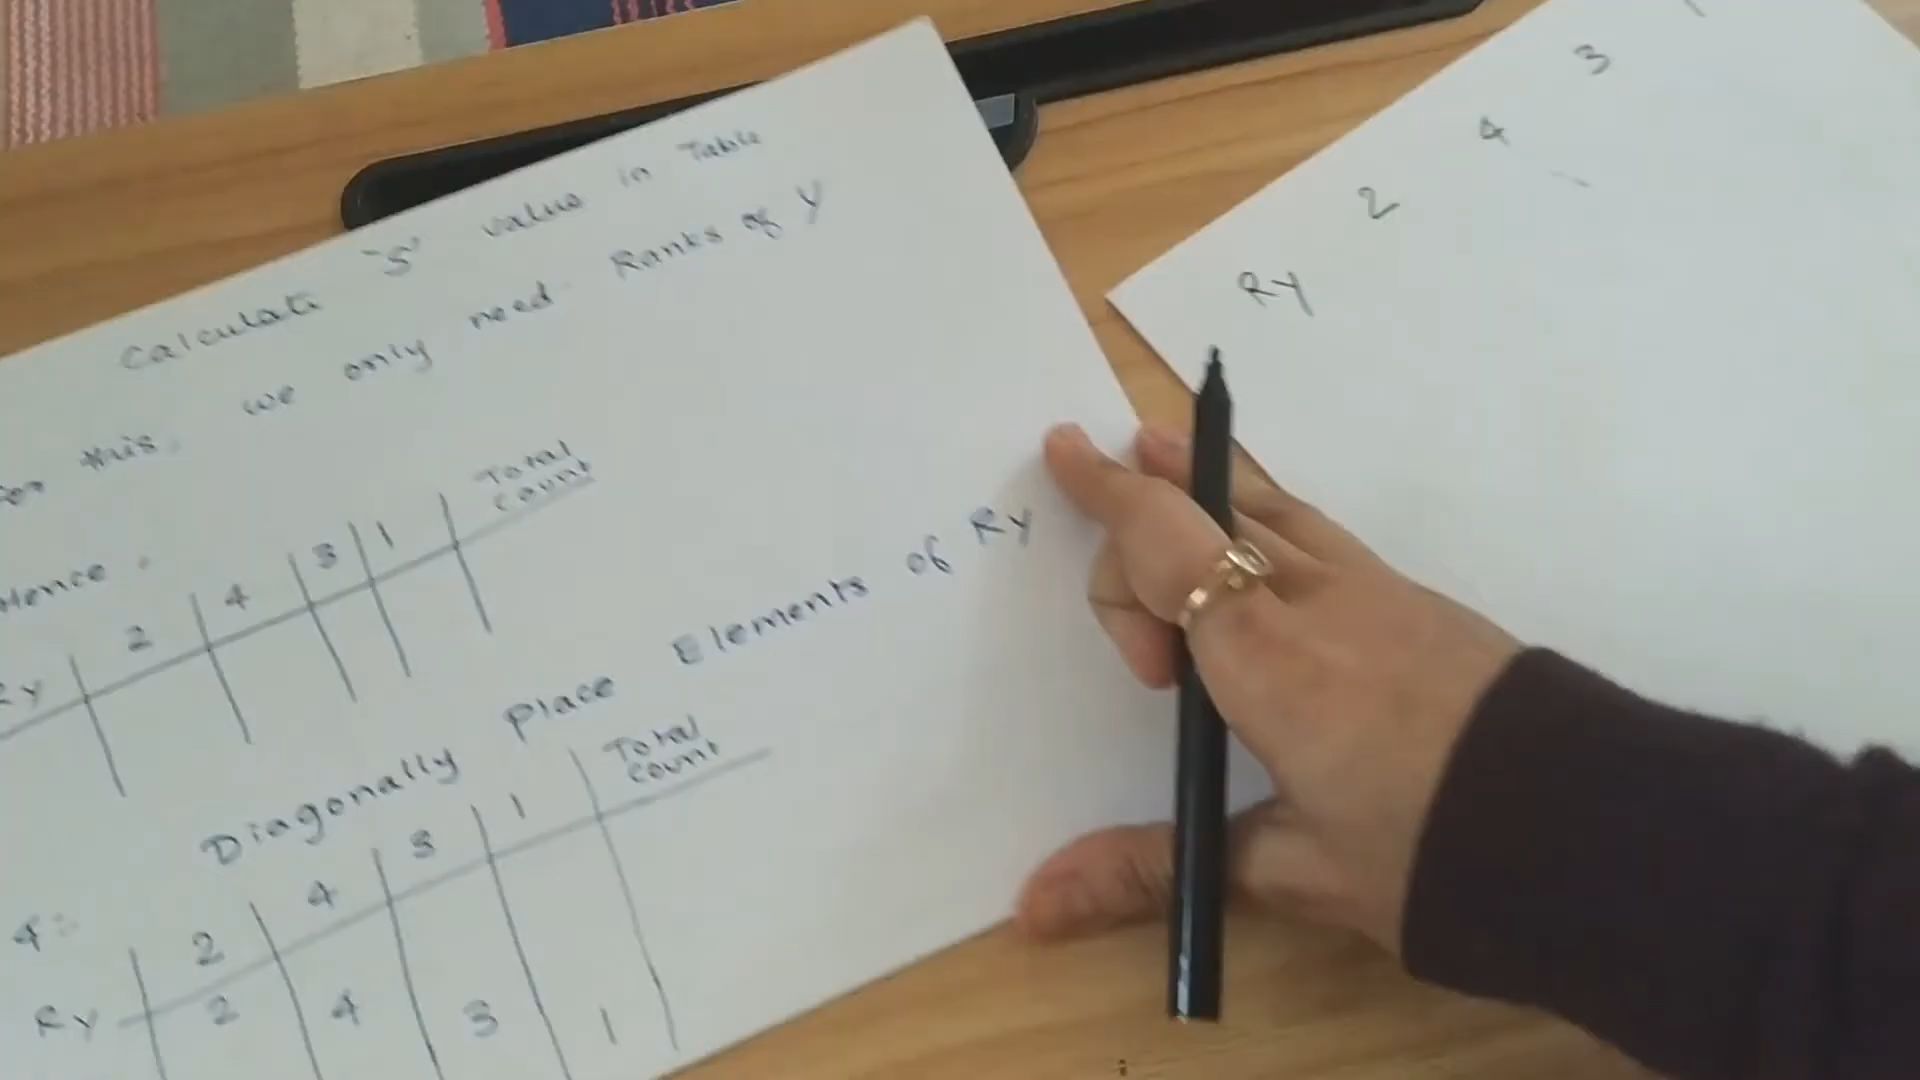 Calculate "S" value in Table
For this, we only need Ranks of Y
Hence,
Ry 2 4 3 1 Total count
Diagonally Place Elements of Ry
4:
Ry 2 4 3 1 Total count
2 4 3 1
Ry 2 4 3